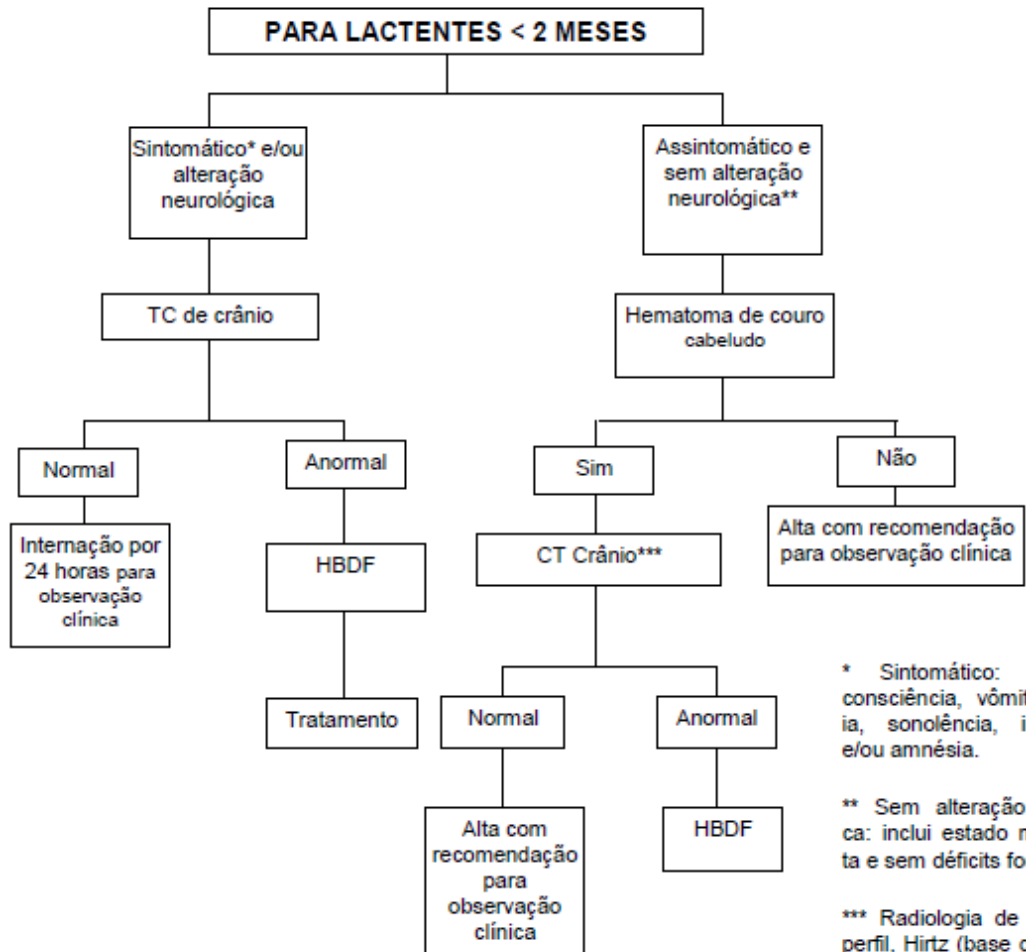 PARA LACTENTES < 2 MESES
Sintomático* e/ou
alteração
neurológica
Assintomático e
sem alteração
neurológica**
TC de crânio
Hematoma de couro
cabeludo
Normal
Anormal
Sim
Não
Internação por
24 horas para
observação
clínica
HBDF
CT Crânio***
Alta com recomendação
para observação clínica
Tratamento
Normal
Anormal
Alta com
recomendação
para
observação
clínica
HBDF
* Sintomático:
consciência, vômit
ia, sonolência, i
e/ou amnésia.
** Sem alteração
ca: inclui estado
ta e sem déficits fo
*** Radiologia de
perfil, Hirtz (base